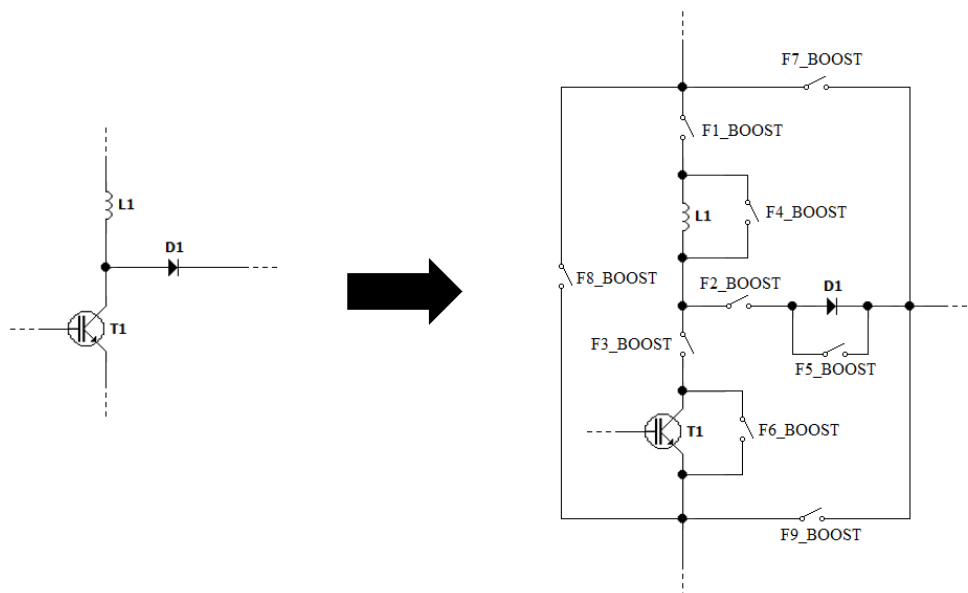 L1
D1
T1
F7_BOOST
F1_BOOST
L1
F4_BOOST
F8_BOOST
F2_BOOST
D1
F3_BOOST
F5_BOOST
T1
F6_BOOST
F9_BOOST